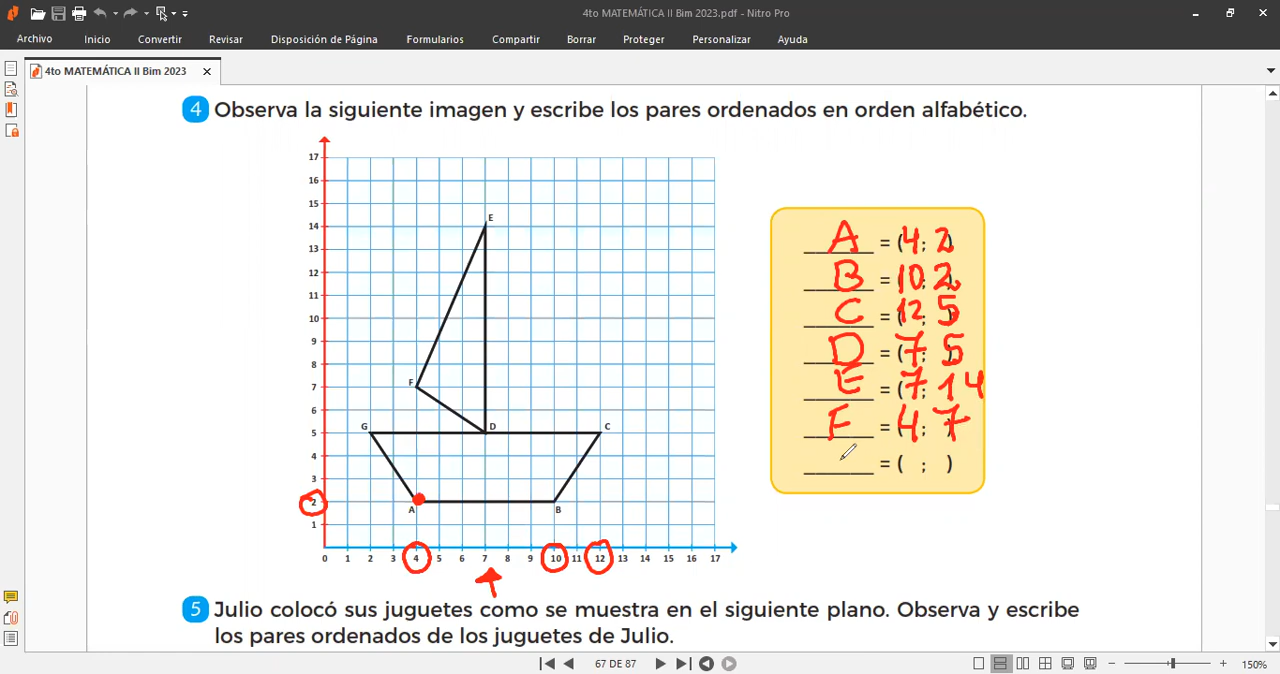 4to MATEMÁTICA II Bim 2023.pdf - Nitro Pro
Archivo Inicio Convertir Revisar Disposición de Página Formularios Compartir Borrar Proteger Personalizar Ayuda
4to MATEMÁTICA II Bim 2023
4 Observa la siguiente imagen y escribe los pares ordenados en orden alfabético.
17
16
15
14 E
13
12
11
10
9
8
7 F
6
5 G D C
4
3
2
A B
1
0 1 2 3 4 5 6 7 8 9 10 11 12 13 14 15 16 17
A = (4; 2)
B = (10; 2)
C = (12; 5)
D = (7; 5)
E = (7; 14
F = (4; 7)
= ( ; )
5 Julio colocó sus juguetes como se muestra en el siguiente plano. Observa y escribe
los pares ordenados de los juguetes de Julio.
67 DE 87 150%